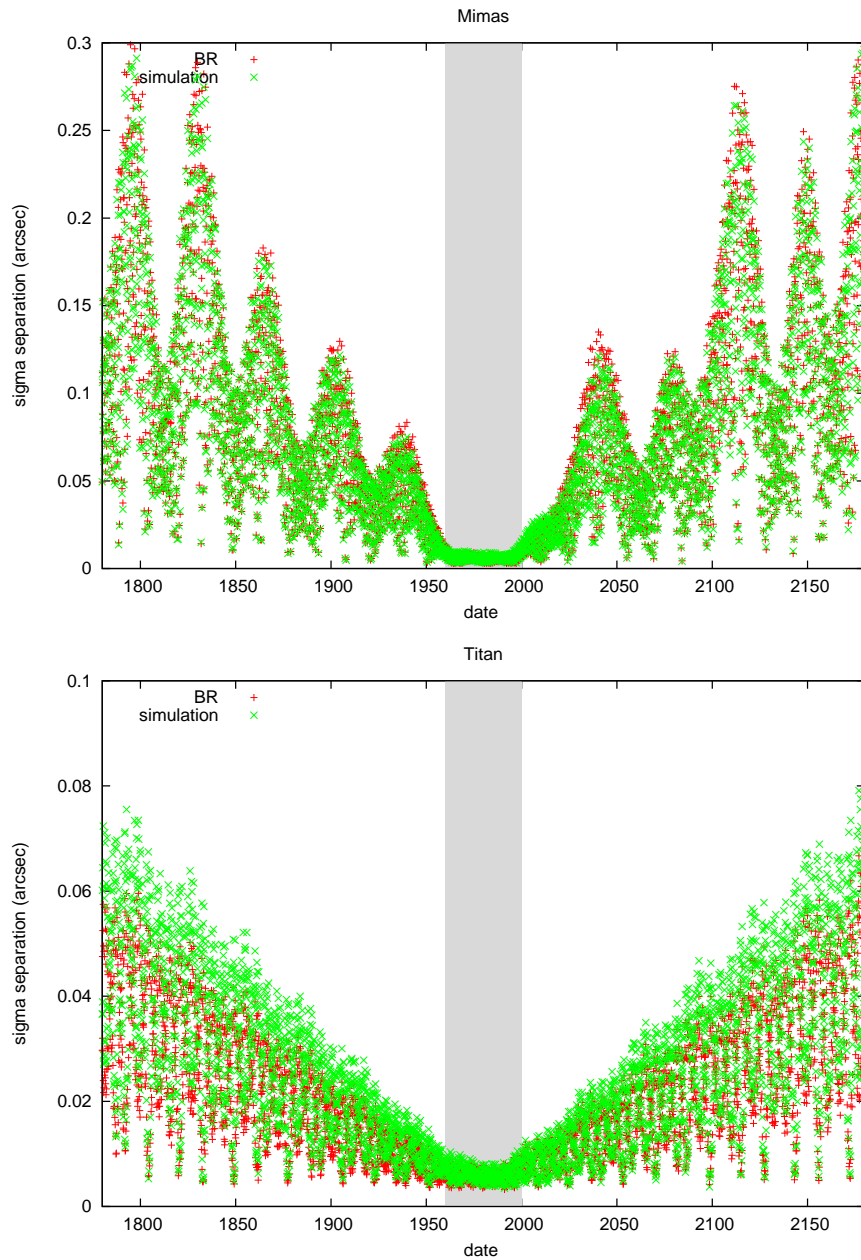 Mimas
0.3
BR
simulation
0.25
0.2
sigma separation (arcsec)
0.15
0.1
0.05
0
1800 1850 1900 1950 2000 2050 2100 2150
date
Titan
0.1
BR
simulation
0.08
0.06
sigma separation (arcsec)
0.04
0.02
0
1800 1850 1900 1950 2000 2050 2100 2150
date